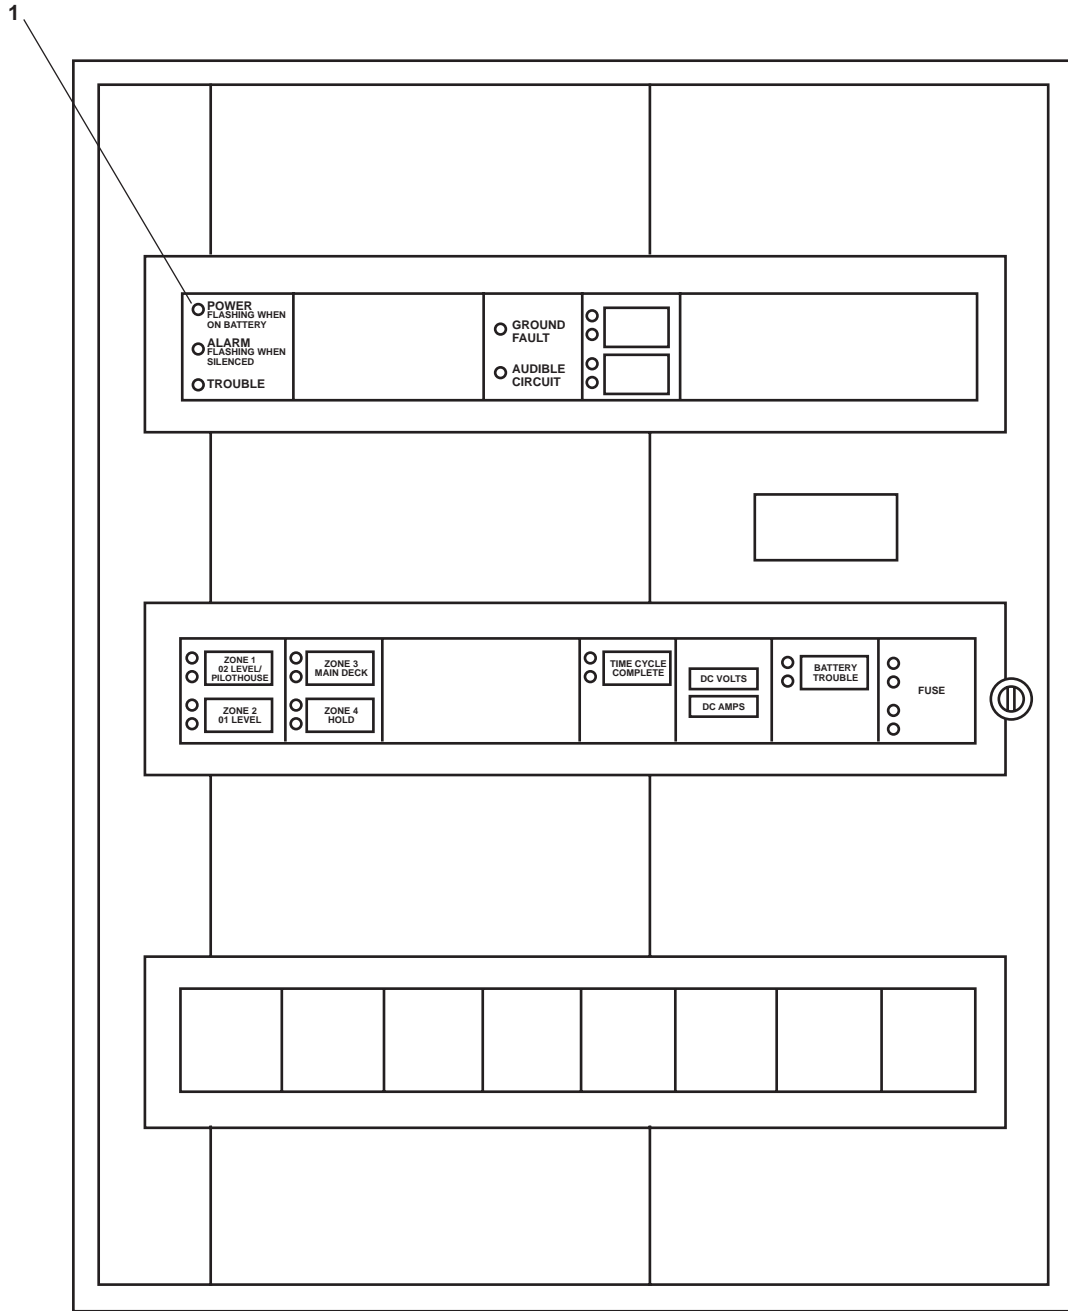 1
POWER
FLASHING WHEN
ON BATTERY
ALARM
FLASHING WHEN
SILENCED
TROUBLE
GROUND
FAULT
AUDIBLE
CIRCUIT
ZONE 1
02 LEVEL/
PILOTHOUSE
ZONE 2
01 LEVEL
ZONE 3
MAIN DECK
ZONE 4
HOLD
TIME CYCLE
COMPLETE
DC VOLTS
DC AMPS
BATTERY
TROUBLE
FUSE